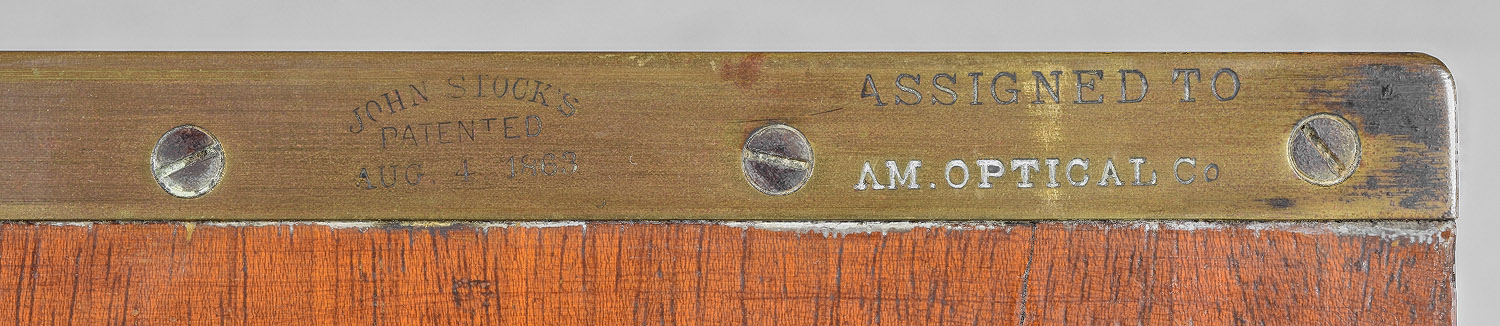 JOHN STOCK'S
PATENTED
AUG. 4 1863
ASSIGNED TO
AM. OPTICAL Co